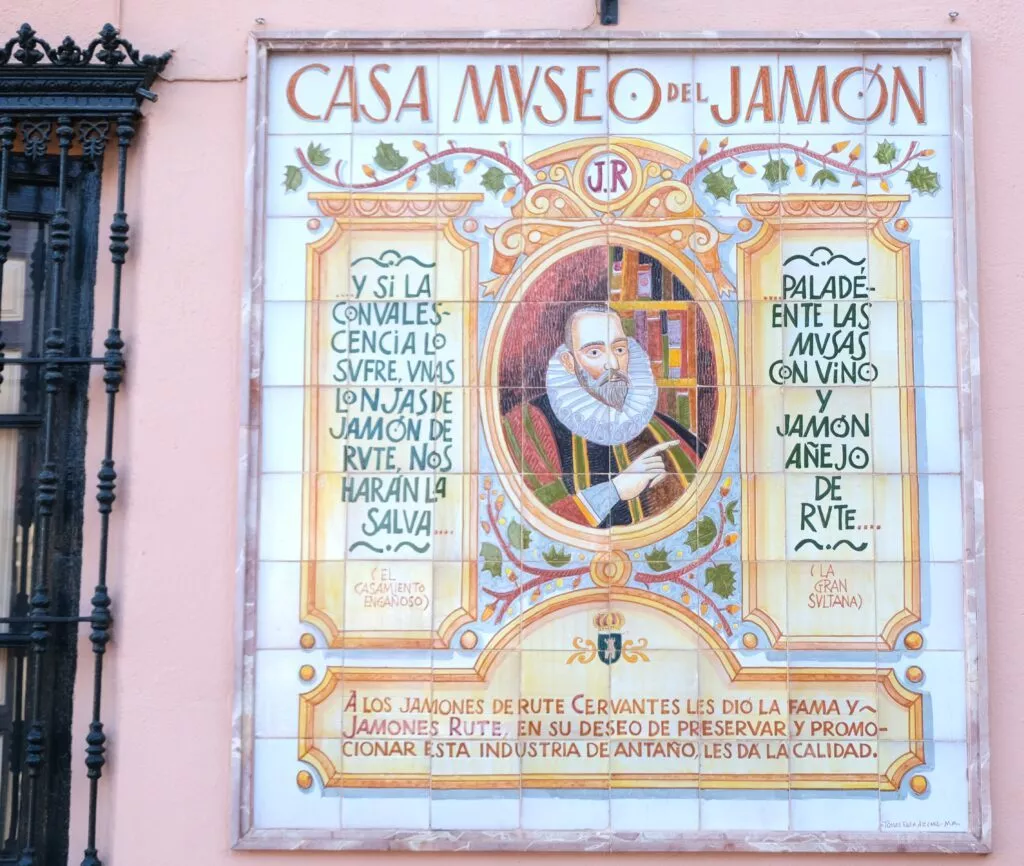 CASA MVSEO DEL JAMÓN
J.R
....Y SI LA
CONVALES-
CENCIA LO
SVFRE, VNAS
LONJAS DE
JAMÓN DE
RVTE, NOS
HARÁN LA
SALVA....
(EL
CASAMIENTO
ENGAÑOSO)
....PALADÉ-
ENTE LAS
MVSAS
CON VINO
Y
JAMÓN
AÑEJO
DE
RVTE....
(LA
GRAN
SVLTANA)
A LOS JAMONES DE RUTE CERVANTES LES DIÓ LA FAMA Y~
JAMONES RUTE, EN SU DESEO DE PRESERVAR Y PROMO-
CIONAR ESTA INDUSTRIA DE ANTAÑO, LES DA LA CALIDAD.